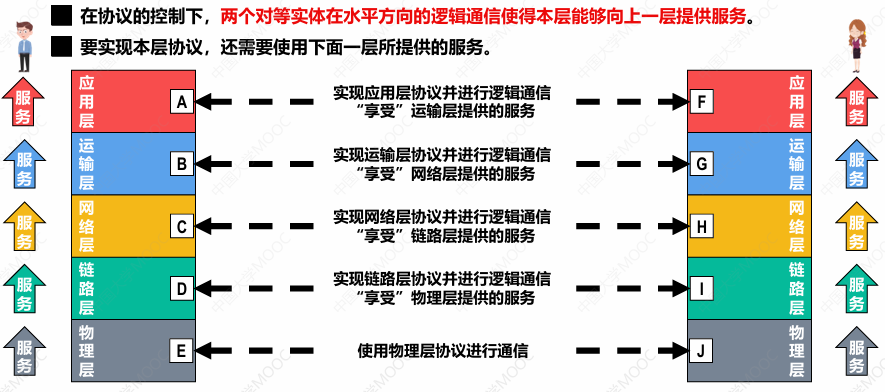 在协议的控制下，两个对等实体在水平方向的逻辑通信使得本层能够向上一层提供服务。
要实现本层协议，还需要使用下面一层所提供的服务。
服务
应用层
A
实现应用层协议并进行逻辑通信
“享受”运输层提供的服务
F
应用层
服务
服务
运输层
B
实现运输层协议并进行逻辑通信
“享受”网络层提供的服务
G
运输层
服务
服务
网络层
C
实现网络层协议并进行逻辑通信
“享受”链路层提供的服务
H
网络层
服务
服务
链路层
D
实现链路层协议并进行逻辑通信
“享受”物理层提供的服务
I
链路层
服务
服务
物理层
E
使用物理层协议进行通信
J
物理层
服务